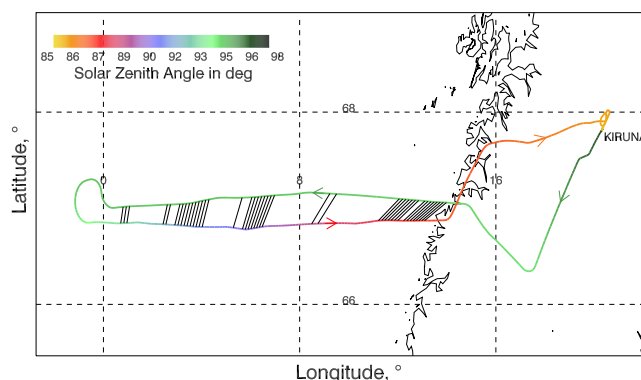 85 86 87 89 90 92 93 95 96 98
Solar Zenith Angle in deg
68
KIRUNA
0 8 16
66
Latitude, °
Longitude, °